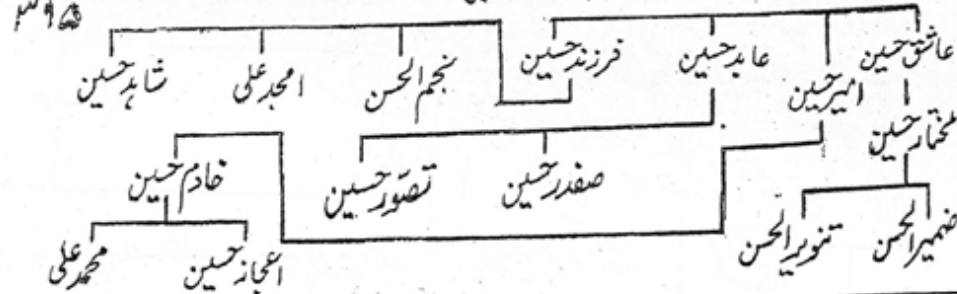 ۳۹۵
عاشق حسین امیر حسین عابد حسین فرزند حسین نجم الحسن امجد علی شاہد حسین
مختار حسین صفدر حسین تصور حسین خادم حسین
ضمیر الحسن تنویر الحسن اعجاز حسین محمد علی